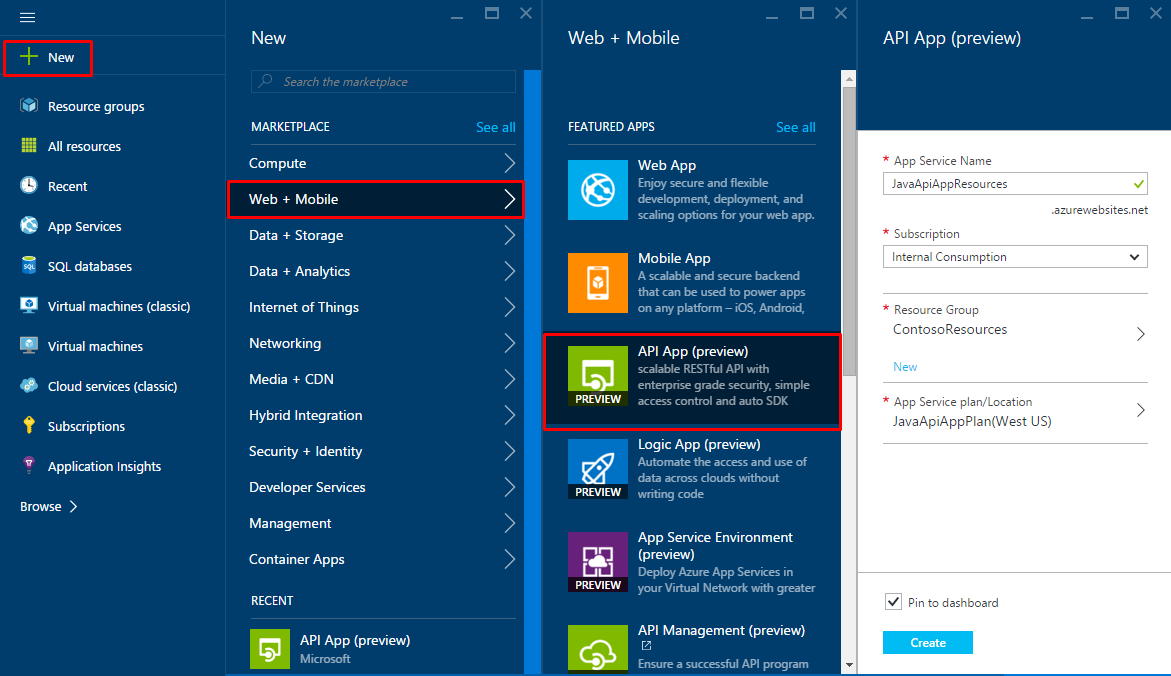 New
Resource groups
All resources
Recent
App Services
SQL
SQL databases
Virtual machines (classic)
Virtual machines
Cloud services (classic)
Subscriptions
Application Insights
Browse
New
Search the marketplace
MARKETPLACE
See all
Compute
Web + Mobile
Data + Storage
Data + Analytics
Internet of Things
Networking
Media + CDN
Hybrid Integration
Security + Identity
Developer Services
Management
Container Apps
RECENT
API App (preview)
Microsoft
Web + Mobile
FEATURED APPS
See all
Web App
Enjoy secure and flexible
development, deployment, and
scaling options for your web app.
Mobile App
A scalable and secure backend
that can be used to power apps
on any platform – iOS, Android,
PREVIEW
API App (preview)
scalable RESTful API with
enterprise grade security, simple
access control and auto SDK
PREVIEW
Logic App (preview)
Automate the access and use of
data across clouds without
writing code
PREVIEW
App Service Environment
(preview)
Deploy Azure App Services in
your Virtual Network with greater
API Management (preview)
Ensure a successful API program
API App (preview)
* App Service Name
JavaApiAppResources
.azurewebsites.net
* Subscription
Internal Consumption
* Resource Group
ContosoResources
New
* App Service plan/Location
JavaApiAppPlan(West US)
Pin to dashboard
Create